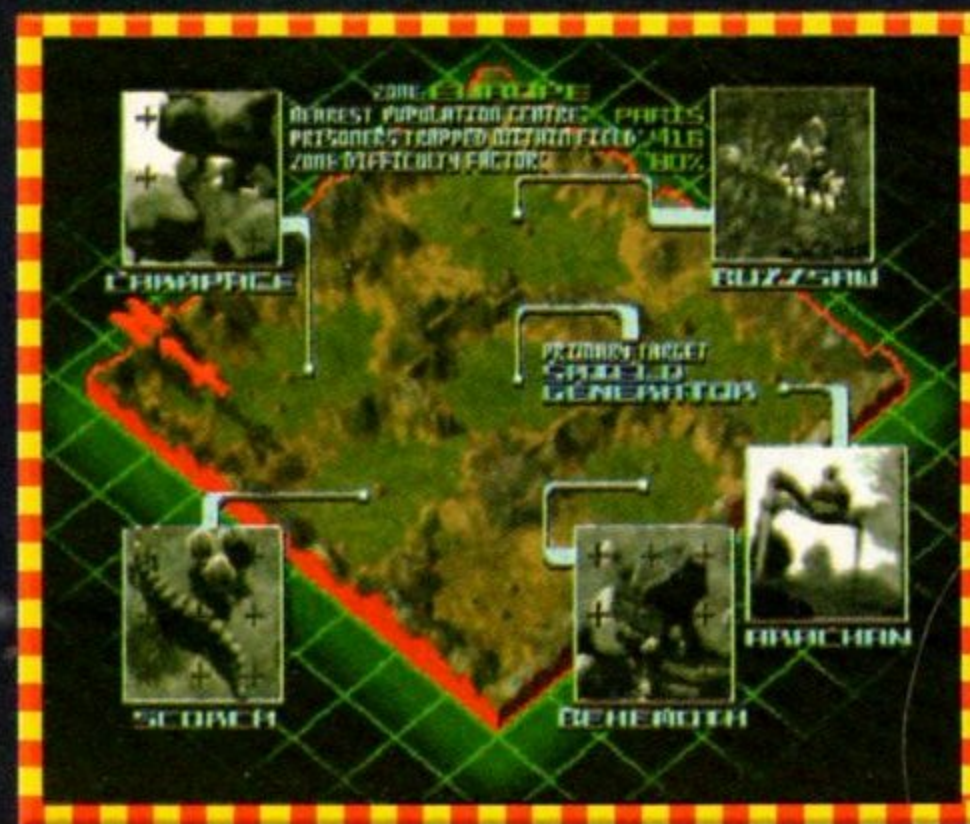 ZONE: EUROPE
NEAREST POPULATION CENTRE: PARIS
PRISONERS TRAPPED WITHIN FIELD: 416
ZONE DIFFICULTY FACTOR: 80%
CARAPACE
BUZZSAW
PRIMARY TARGET
SHIELD
GENERATOR
ARACHAN
SCORCH
BEHEMOTH